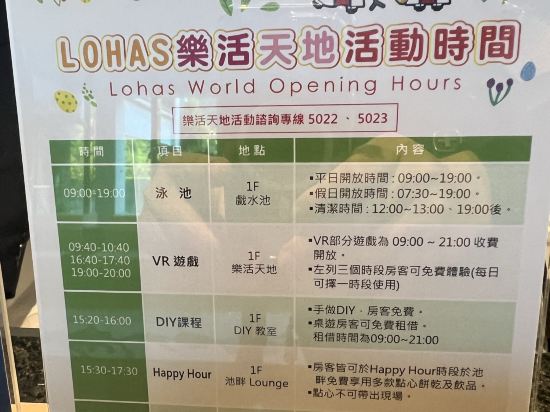 LOHAS樂活天地活動時間
Lohas World Opening Hours
樂活天地活動諮詢專線 5022 、 5023
時間 項目 地點 內容
09:00~19:00 泳 池 1F 戲水池
▪平日開放時間 : 09:00~19:00。
▪假日開放時間 : 07:30~19:00。
▪清潔時間 : 12:00~13:00、19:00後。
09:40-10:40
16:40-17:40
19:00-20:00
VR 遊戲
1F
樂活天地
▪VR部分遊戲為 09:00 ~ 21:00 收費
開放。
▪左列三個時段房客可免費體驗(每日
可擇一時段使用)
15:20-16:00
DIY課程
1F
DIY 教室
▪手做DIY,房客免費。
▪桌遊房客可免費租借。
租借時間為09:00~21:00
15:30-17:30
Happy Hour
1F
池畔 Lounge
▪房客皆可於Happy Hour時段於池
畔免費享用多款點心餅乾及飲品。
▪點心不可帶出現場。